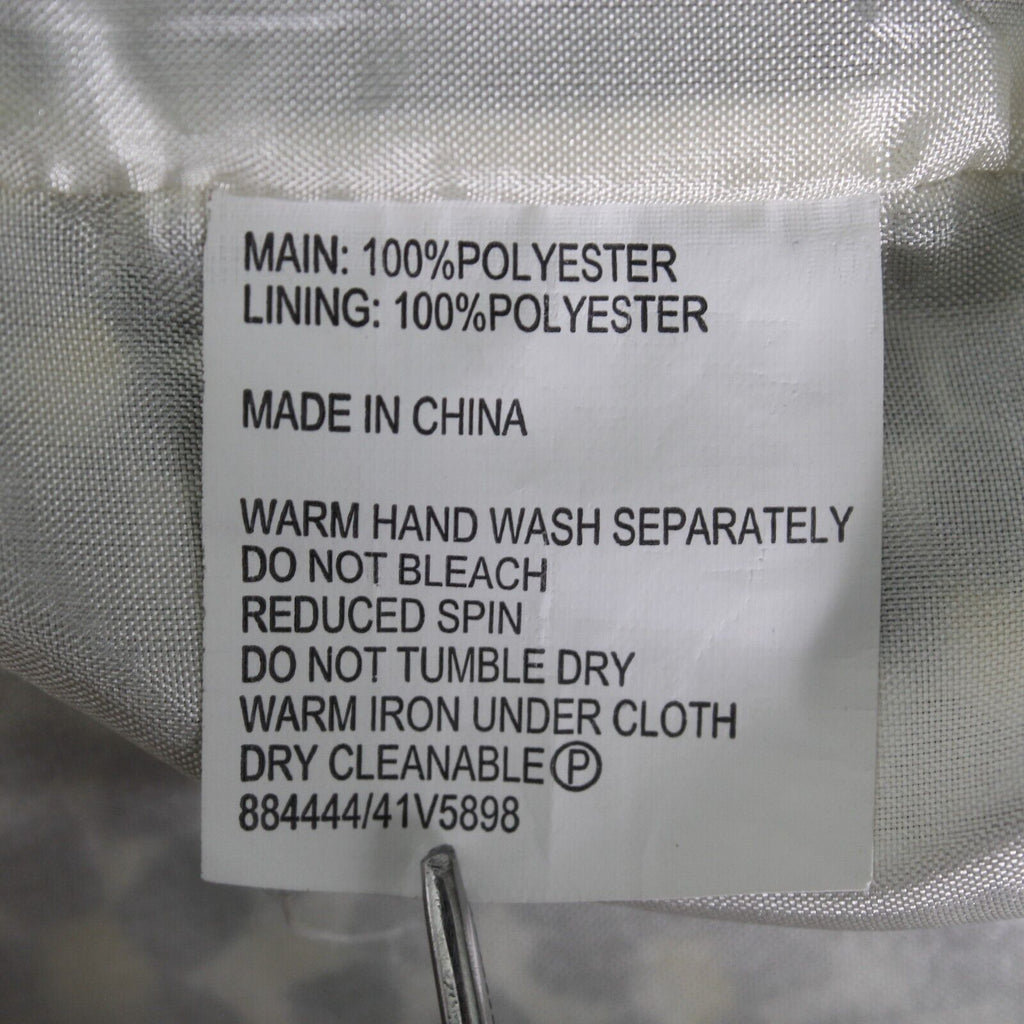 MAIN: 100%POLYESTER
LINING: 100%POLYESTER
MADE IN CHINA
WARM HAND WASH SEPARATELY
DO NOT BLEACH
REDUCED SPIN
DO NOT TUMBLE DRY
WARM IRON UNDER CLOTH
DRY CLEANABLE Ⓟ
884444/41V5898